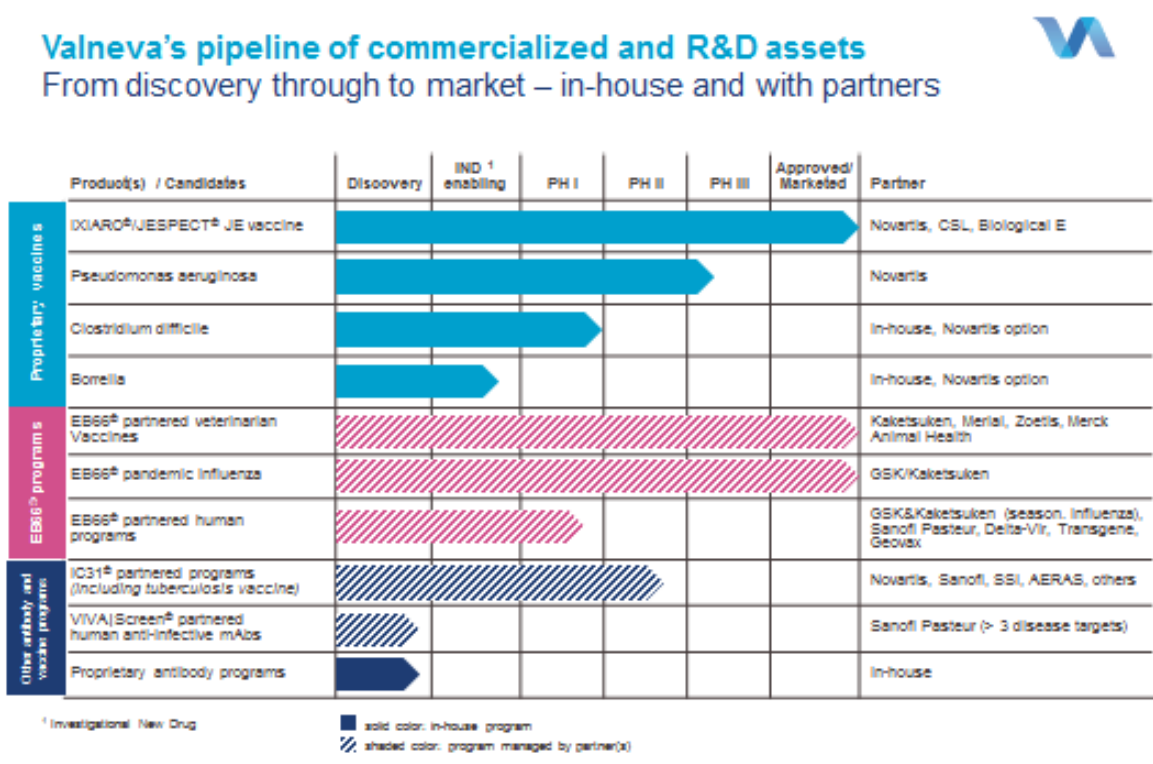 Valneva's pipeline of commercialized and R&D assets
From discovery through to market – in-house and with partners
Product(s) / Candidates
Discovery
IND ¹
enabling
PH I
PH II
PH III
Approved/
Marketed
Partner
Proprietary vaccines
IXIARO®/JESPECT® JE vaccine
Novartis, CSL, Biological E
Pseudomonas aeruginosa
Novartis
Clostridium difficile
In-house, Novartis option
Borrelia
In-house, Novartis option
EB66® programs
EB66® partnered veterinarian
Vaccines
Kaketsuken, Merial, Zoetis, Merck
Animal Health
EB66® pandemic influenza
GSK/Kaketsuken
EB66® partnered human
programs
GSK&Kaketsuken (season. influenza),
Sanofi Pasteur, Delta-Vir, Transgene,
Geovax
Other antibody and
vaccine programs
IC31® partnered programs
(including tuberculosis vaccine)
Novartis, Sanofi, SSI, AERAS, others
VIVA|Screen® partnered
human anti-infective mAbs
Sanofi Pasteur (> 3 disease targets)
Proprietary antibody programs
In-house
¹ Investigational New Drug
solid color: in-house program
shaded color: program managed by partner(s)